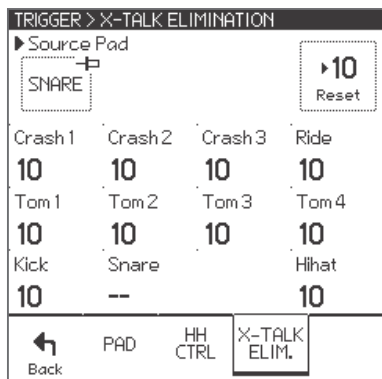 TRIGGER > X-TALK ELIMINATION
▶Source Pad
SNARE
▸10
Reset
Crash 1 Crash 2 Crash 3 Ride
10 10 10 10
Tom 1 Tom 2 Tom 3 Tom 4
10 10 10 10
Kick Snare Hihat
10 -- 10
Back
PAD
HH
CTRL
X-TALK
ELIM.